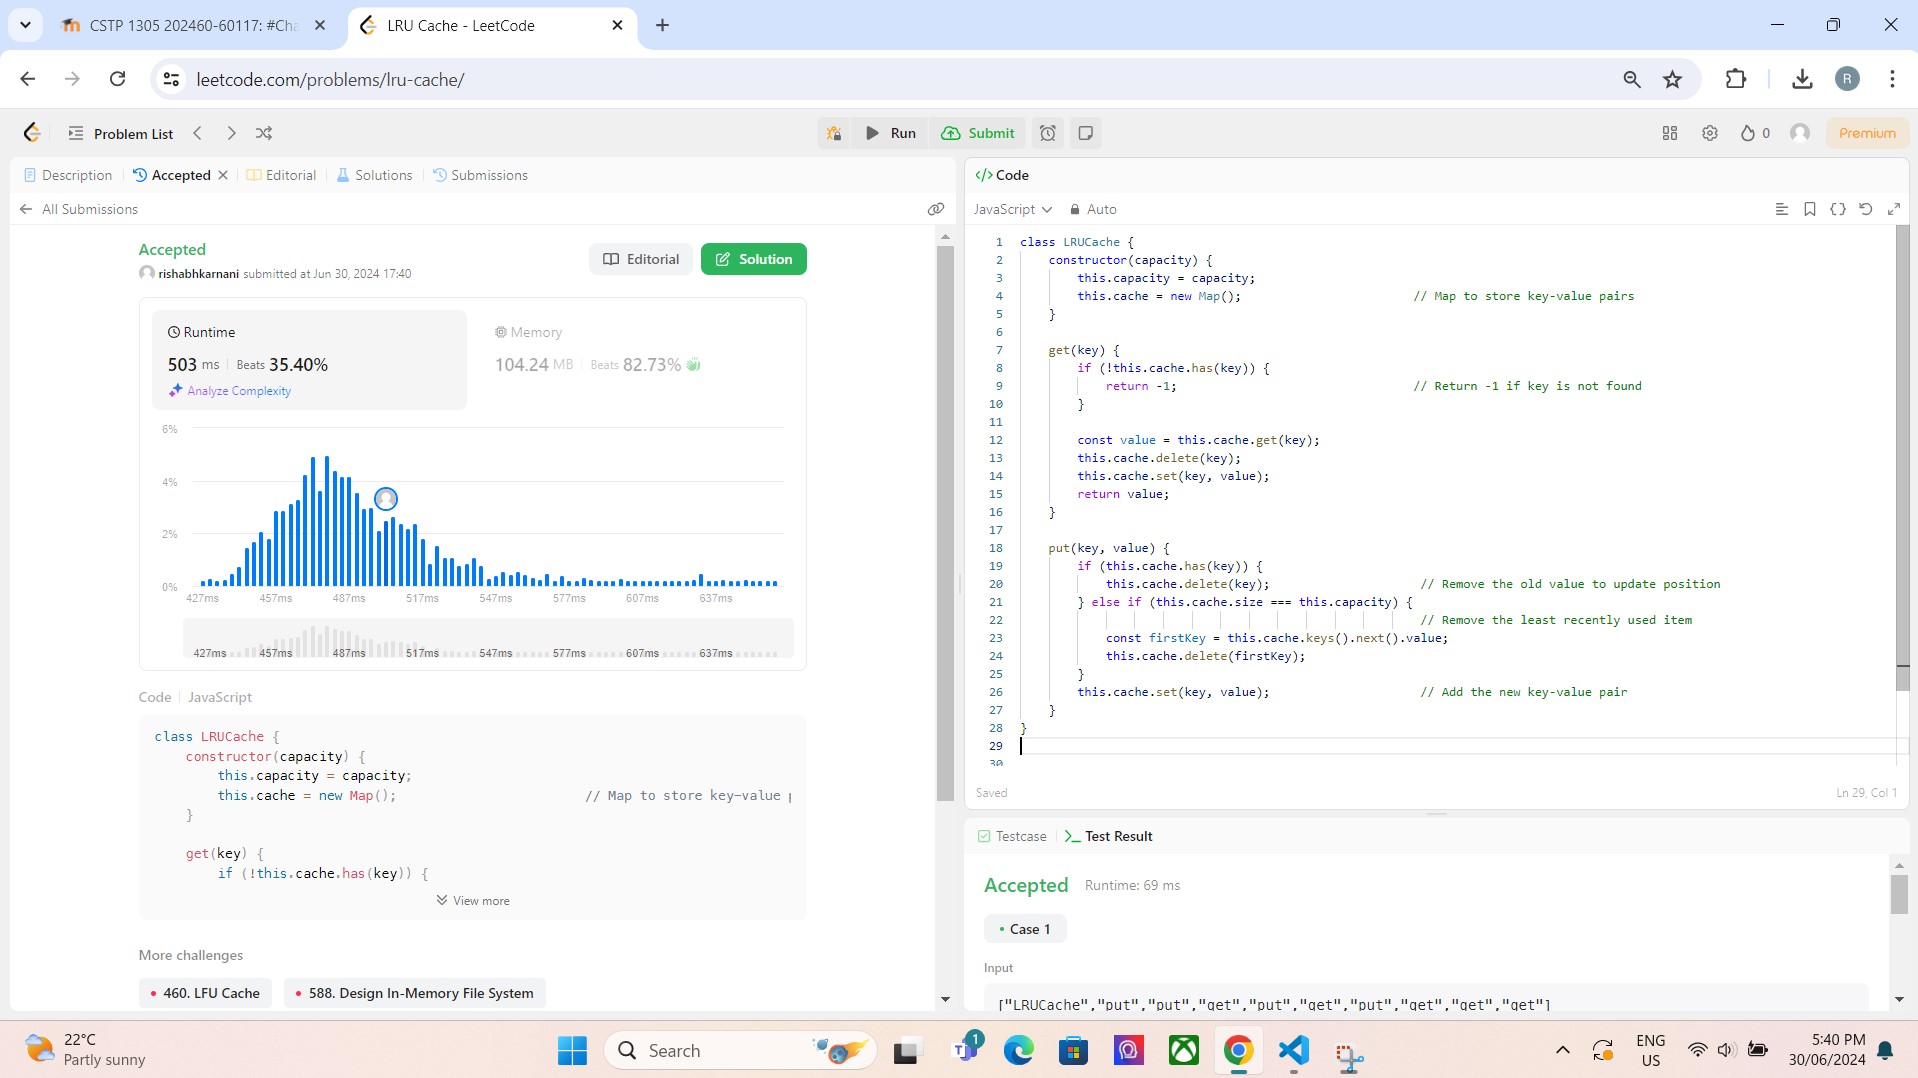 CSTP 1305 202460-60117: #Cha
LRU Cache - LeetCode
leetcode.com/problems/lru-cache/
R
Problem List
Run
Submit
0
Premium
Description
Accepted
Editorial
Solutions
Submissions
All Submissions
Accepted
rishabhkarnani submitted at Jun 30, 2024 17:40
Editorial
Solution
Runtime
503 ms Beats 35.40%
Analyze Complexity
Memory
104.24 MB Beats 82.73%
6%
4%
2%
0%
427ms 457ms 487ms 517ms 547ms 577ms 607ms 637ms
427ms 457ms 487ms 517ms 547ms 577ms 607ms 637ms
Code JavaScript
class LRUCache {
constructor(capacity) {
this.capacity = capacity;
this.cache = new Map(); // Map to store key-value p
}
get(key) {
if (!this.cache.has(key)) {
View more
More challenges
460. LFU Cache
588. Design In-Memory File System
</> Code
JavaScript Auto
1 class LRUCache {
2 constructor(capacity) {
3 this.capacity = capacity;
4 this.cache = new Map(); // Map to store key-value pairs
5 }
6
7 get(key) {
8 if (!this.cache.has(key)) {
9 return -1; // Return -1 if key is not found
10 }
11
12 const value = this.cache.get(key);
13 this.cache.delete(key);
14 this.cache.set(key, value);
15 return value;
16 }
17
18 put(key, value) {
19 if (this.cache.has(key)) {
20 this.cache.delete(key); // Remove the old value to update position
21 } else if (this.cache.size === this.capacity) {
22 // Remove the least recently used item
23 const firstKey = this.cache.keys().next().value;
24 this.cache.delete(firstKey);
25 }
26 this.cache.set(key, value); // Add the new key-value pair
27 }
28 }
29
30
Saved
Ln 29, Col 1
Testcase
Test Result
Accepted Runtime: 69 ms
Case 1
Input
["LRUCache","put","put","get","put","get","put","get","get","get"]
22°C
Partly sunny
Search
1
ENG
US
5:40 PM
30/06/2024